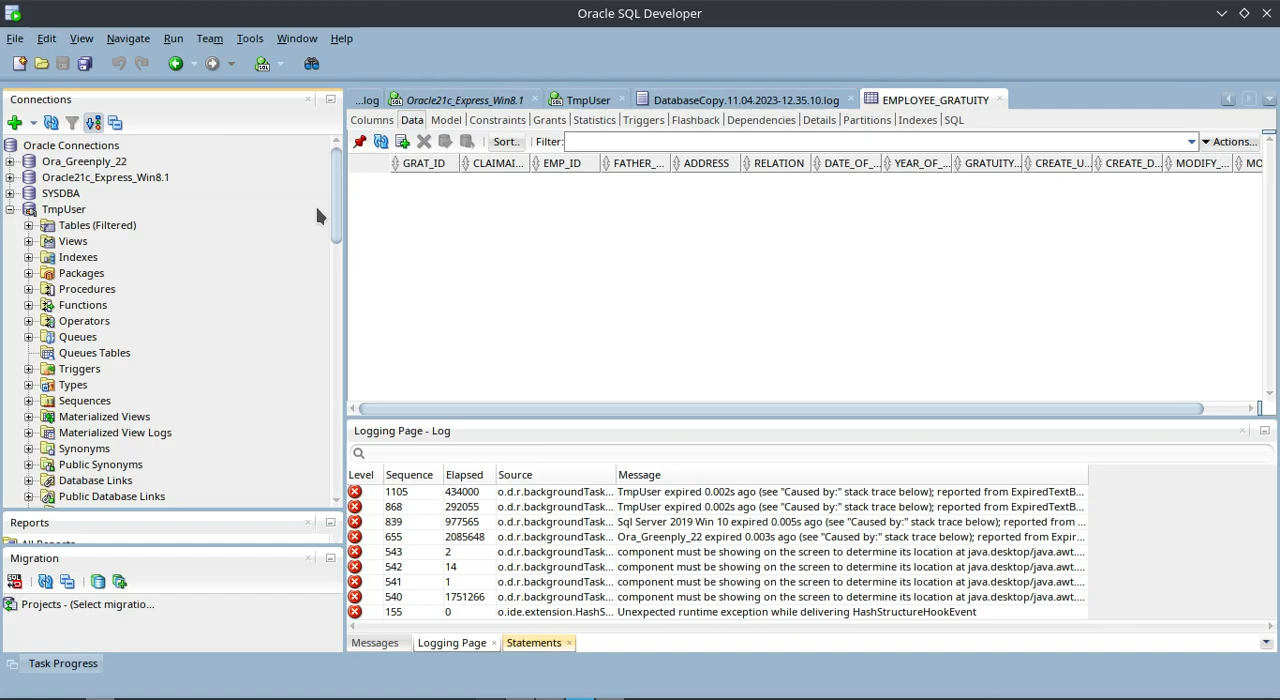 Oracle SQL Developer
File Edit View Navigate Run Team Tools Window Help
Connections
Oracle Connections
Ora_Greenply_22
Oracle21c_Express_Win8.1
SYSDBA
TmpUser
Tables (Filtered)
Views
Indexes
Packages
Procedures
Functions
Operators
Queues
Queues Tables
Triggers
Types
Sequences
Materialized Views
Materialized View Logs
Synonyms
Public Synonyms
Database Links
Public Database Links
Reports
Migration
Projects - (Select migratio...
Task Progress
...log Oracle21c_Express_Win8.1 TmpUser DatabaseCopy.11.04.2023-12.35.10.log EMPLOYEE_GRATUITY
Columns Data Model Constraints Grants Statistics Triggers Flashback Dependencies Details Partitions Indexes SQL
Sort.. Filter: Actions...
GRAT_ID CLAIMAI... EMP_ID FATHER_... ADDRESS RELATION DATE_OF_... YEAR_OF_... GRATUITY... CREATE_U... CREATE_D... MODIFY_... MO
Logging Page - Log
Level Sequence Elapsed Source Message
1105 434000 o.d.r.backgroundTask... TmpUser expired 0.002s ago (see "Caused by:" stack trace below); reported from ExpiredTextB...
868 292055 o.d.r.backgroundTask... TmpUser expired 0.002s ago (see "Caused by:" stack trace below); reported from ExpiredTextB...
839 977565 o.d.r.backgroundTask... Sql Server 2019 Win 10 expired 0.005s ago (see "Caused by:" stack trace below); reported from ...
655 2085648 o.d.r.backgroundTask... Ora_Greenply_22 expired 0.003s ago (see "Caused by:" stack trace below); reported from Expir...
543 2 o.d.r.backgroundTask... component must be showing on the screen to determine its location at java.desktop/java.awt....
542 14 o.d.r.backgroundTask... component must be showing on the screen to determine its location at java.desktop/java.awt....
541 1 o.d.r.backgroundTask... component must be showing on the screen to determine its location at java.desktop/java.awt....
540 1751266 o.d.r.backgroundTask... component must be showing on the screen to determine its location at java.desktop/java.awt....
155 0 o.ide.extension.HashS... Unexpected runtime exception while delivering HashStructureHookEvent
Messages Logging Page Statements